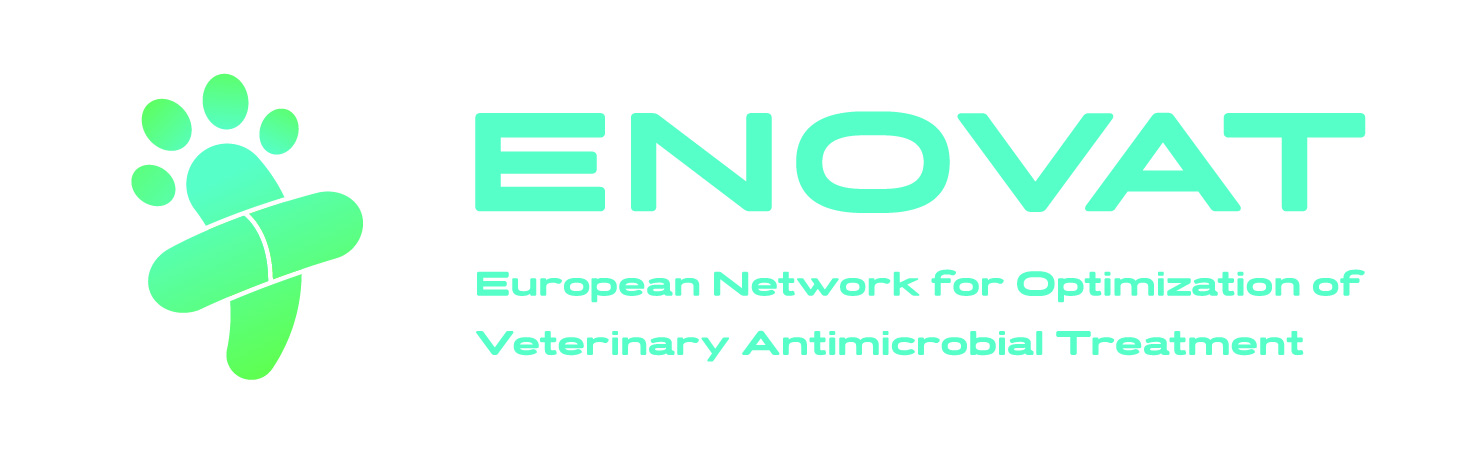 ENOVAT
European Network for Optimization of
Veterinary Antimicrobial Treatment